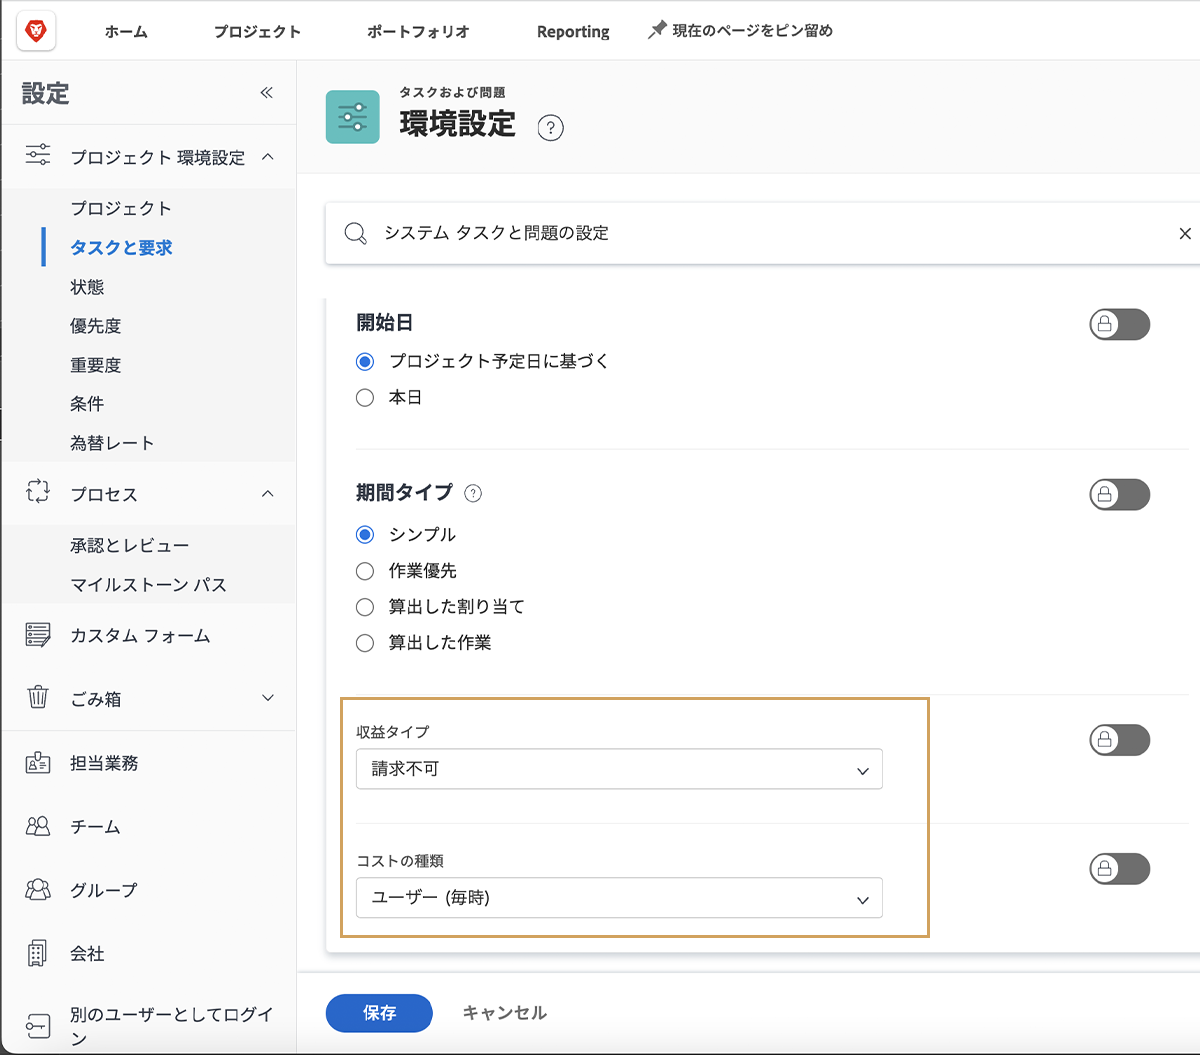 ホーム プロジェクト ポートフォリオ Reporting 現在のページをピン留め
設定
プロジェクト 環境設定
プロジェクト
タスクと要求
状態
優先度
重要度
条件
為替レート
プロセス
承認とレビュー
マイルストーン パス
カスタム フォーム
ごみ箱
担当業務
チーム
グループ
会社
別のユーザーとしてログイ
ン
タスクおよび問題
環境設定 ?
システム タスクと問題の設定
開始日
プロジェクト予定日に基づく
本日
期間タイプ ?
シンプル
作業優先
算出した割り当て
算出した作業
収益タイプ
請求不可
コストの種類
ユーザー (毎時)
保存 キャンセル